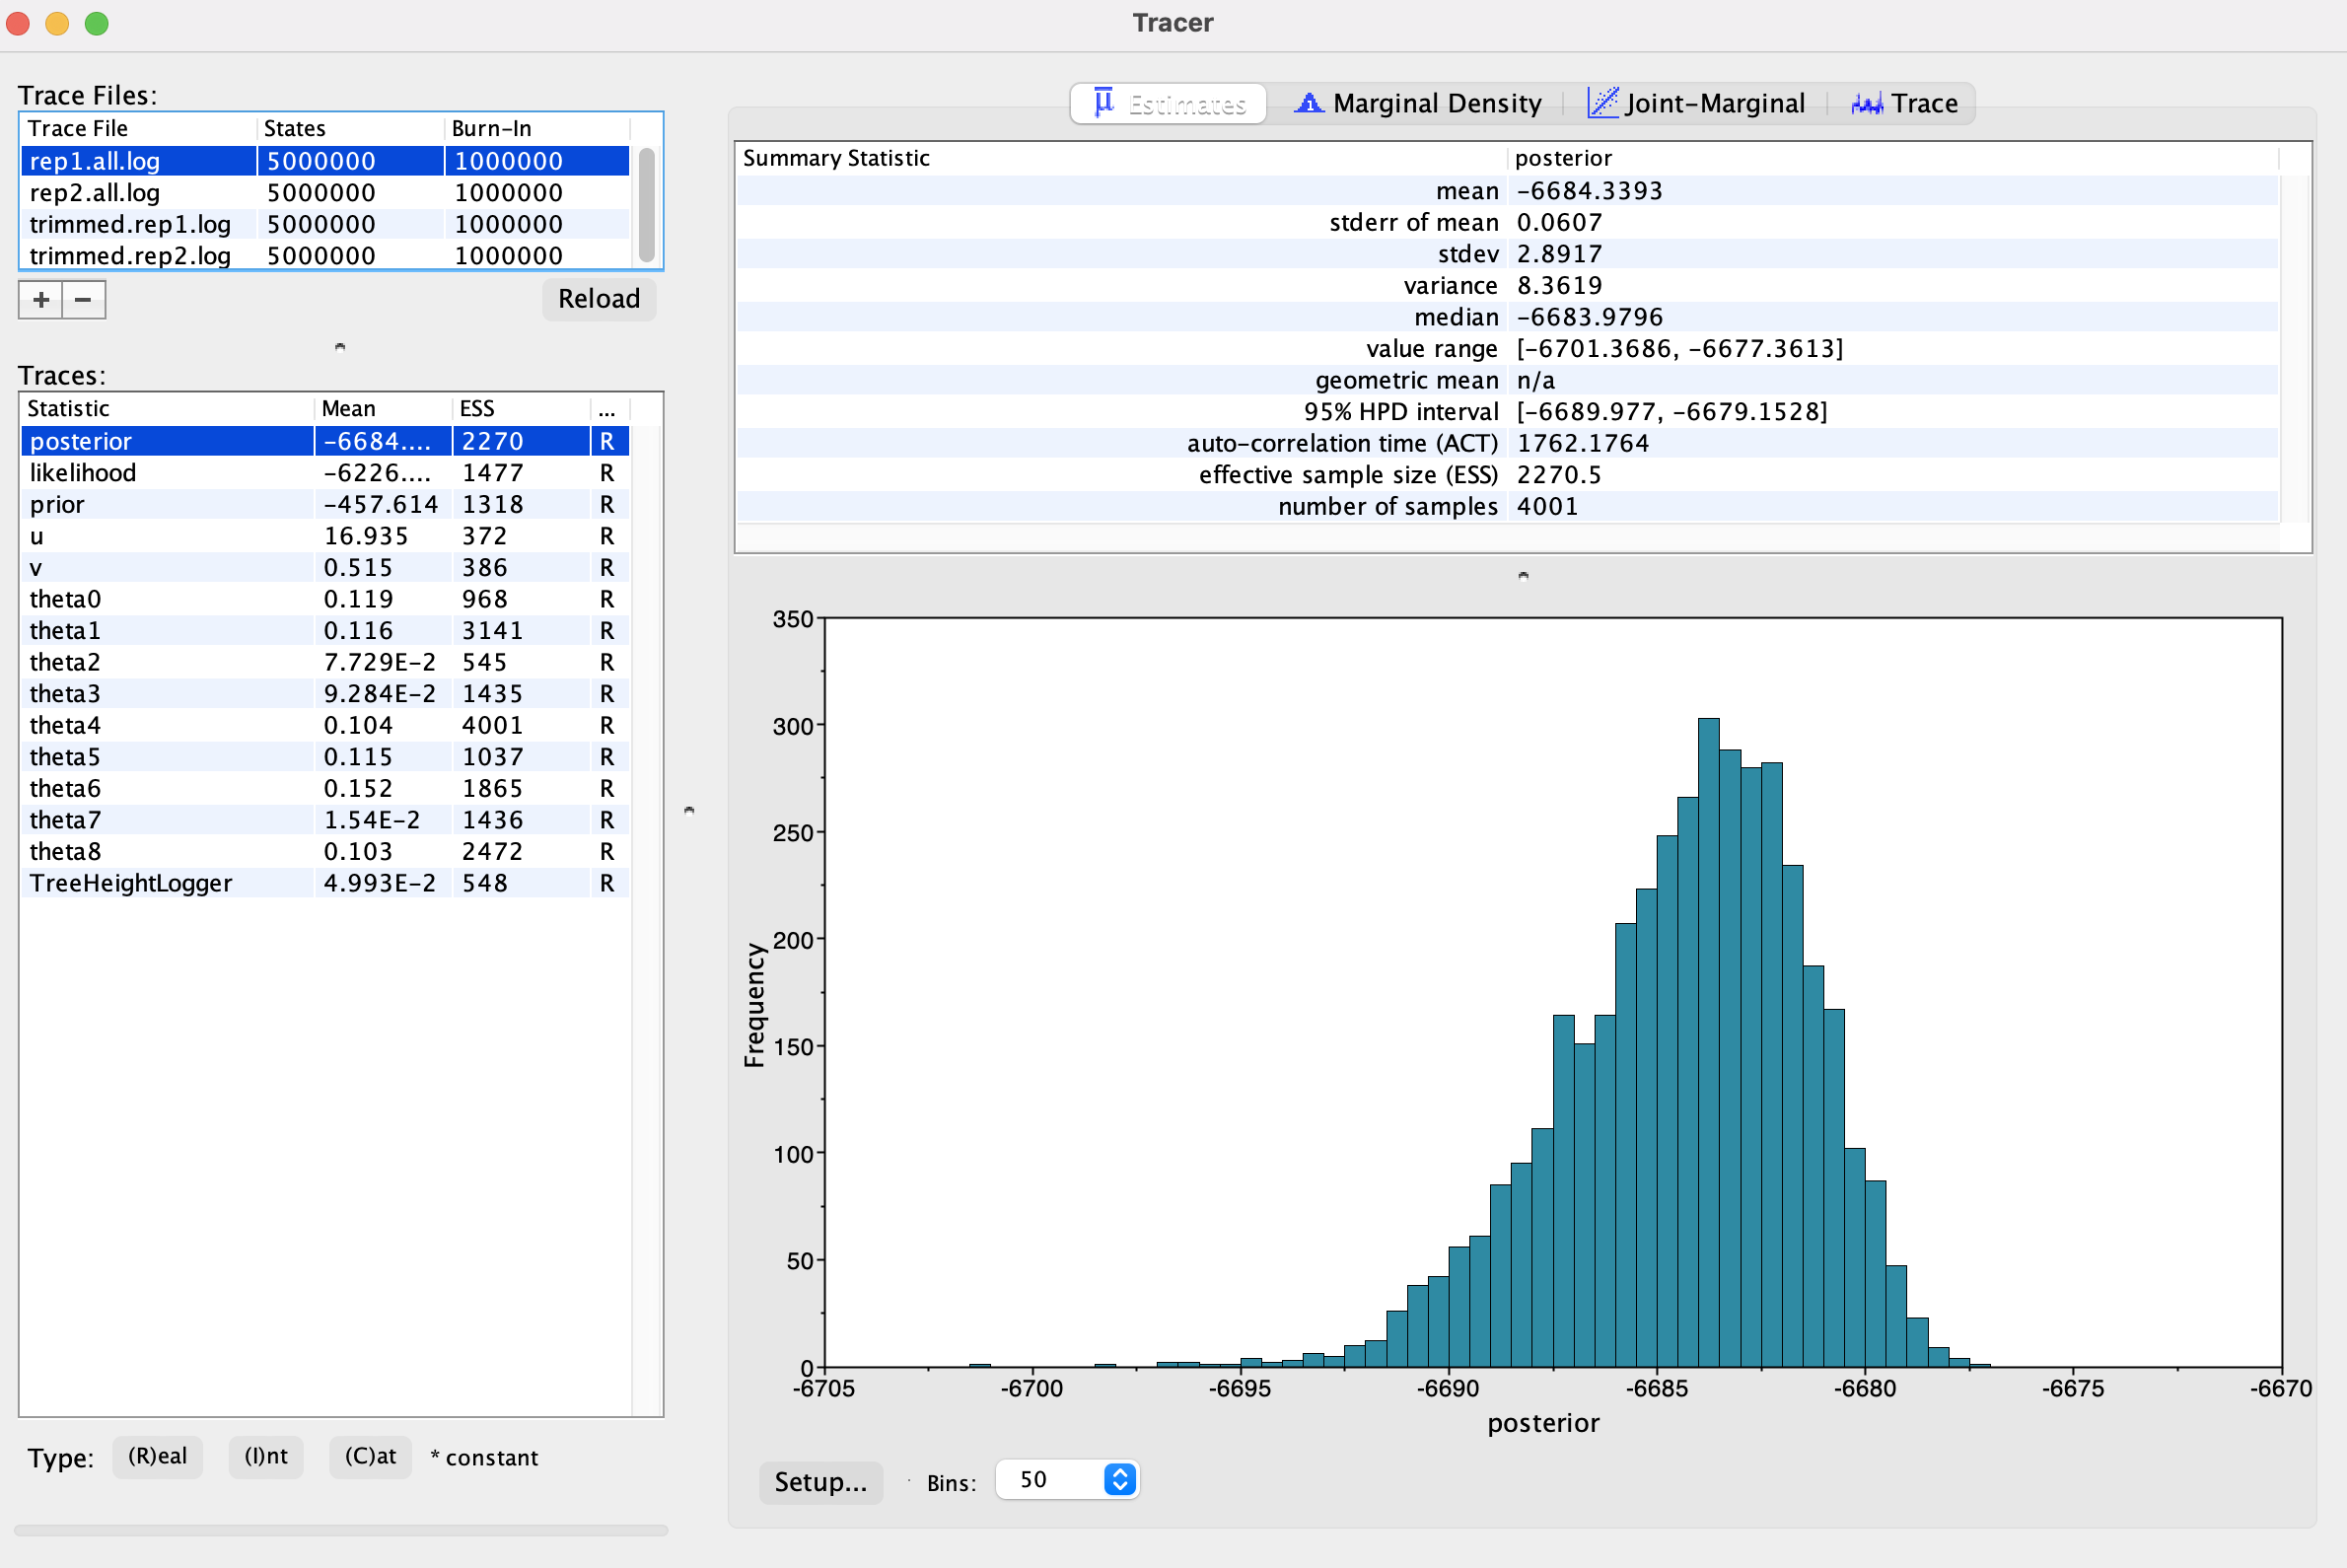 Tracer
Trace Files:
Trace File States Burn-In
rep1.all.log 5000000 1000000
rep2.all.log 5000000 1000000
trimmed.rep1.log 5000000 1000000
trimmed.rep2.log 5000000 1000000
+ − Reload
Traces:
Statistic Mean ESS ...
posterior −6684.... 2270 R
likelihood −6226.... 1477 R
prior −457.614 1318 R
u 16.935 372 R
v 0.515 386 R
theta0 0.119 968 R
theta1 0.116 3141 R
theta2 7.729E−2 545 R
theta3 9.284E−2 1435 R
theta4 0.104 4001 R
theta5 0.115 1037 R
theta6 0.152 1865 R
theta7 1.54E−2 1436 R
theta8 0.103 2472 R
TreeHeightLogger 4.993E−2 548 R
Type: (R)eal (I)nt (C)at * constant
μ Estimates Marginal Density Joint-Marginal Trace
Summary Statistic posterior
mean −6684.3393
stderr of mean 0.0607
stdev 2.8917
variance 8.3619
median −6683.9796
value range [−6701.3686, −6677.3613]
geometric mean n/a
95% HPD interval [−6689.977, −6679.1528]
auto-correlation time (ACT) 1762.1764
effective sample size (ESS) 2270.5
number of samples 4001
350
300
250
200
150
100
50
0
Frequency
-6705 -6700 -6695 -6690 -6685 -6680 -6675 -6670
posterior
Setup... Bins: 50